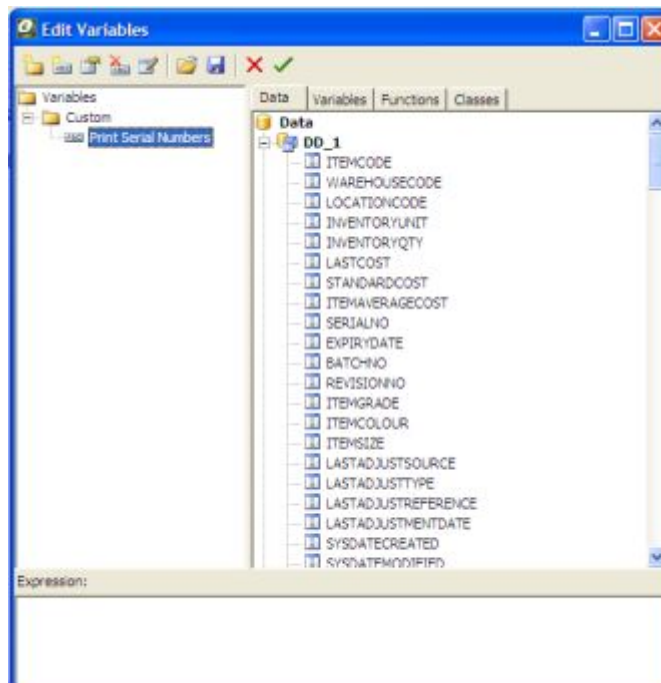 Edit Variables
Variables
Custom
Print Serial Numbers
Data Variables Functions Classes
Data
DD_1
ITEMCODE
WAREHOUSECODE
LOCATIONCODE
INVENTORYUNIT
INVENTORYQTY
LASTCOST
STANDARDCOST
ITEMAVERAGECOST
SERIALNO
EXPIRYDATE
BATCHNO
REVISIONNO
ITEMGRADE
ITEMCOLOUR
ITEMSIZE
LASTADJUSTSOURCE
LASTADJUSTTYPE
LASTADJUSTREFERENCE
LASTADJUSTMENTDATE
SYSDATECREATED
SYSDATEMODIFIED
Expression: